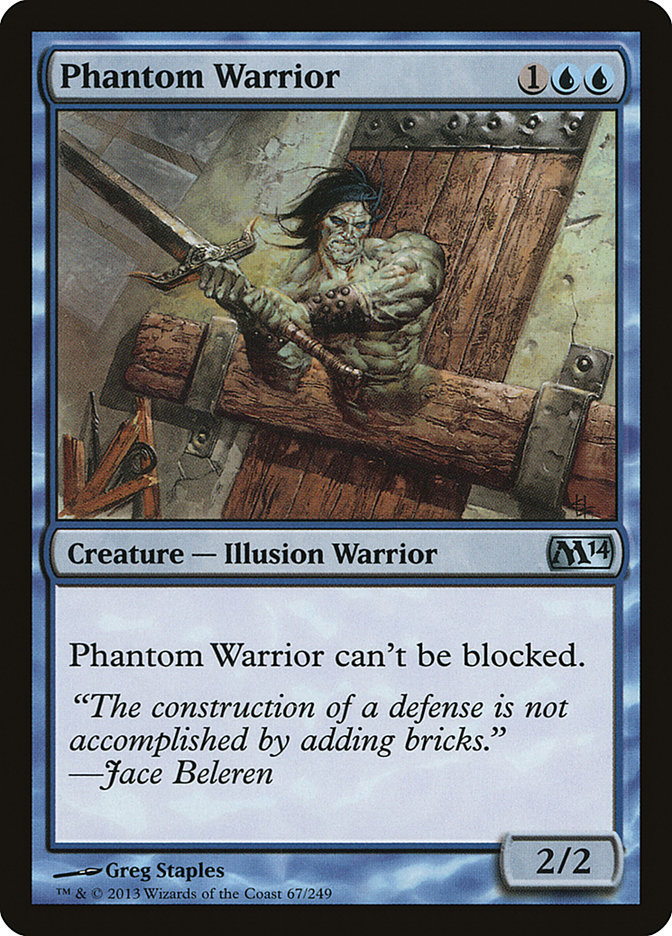 Phantom Warrior 1
Creature — Illusion Warrior M14
Phantom Warrior can't be blocked.
“The construction of a defense is not
accomplished by adding bricks.”
—Jace Beleren
2/2
Greg Staples
™ & © 2013 Wizards of the Coast 67/249